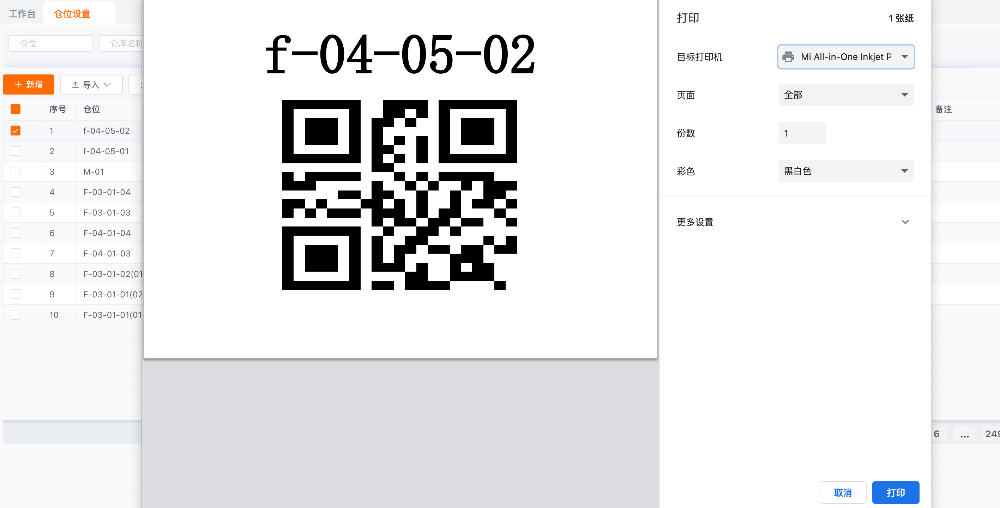 工作台
仓位设置
仓位
仓库名称
新增
导入
序号
仓位
备注
1
f-04-05-02
2
f-04-05-01
3
M-01
4
F-03-01-04
5
F-03-01-03
6
F-04-01-04
7
F-04-01-03
8
F-03-01-02(01
9
F-03-01-01(02
10
F-03-01-01(01
6
...
249
f-04-05-02
打印
1 张纸
目标打印机
Mi All-in-One Inkjet P
页面
全部
份数
1
彩色
黑白色
更多设置
取消
打印